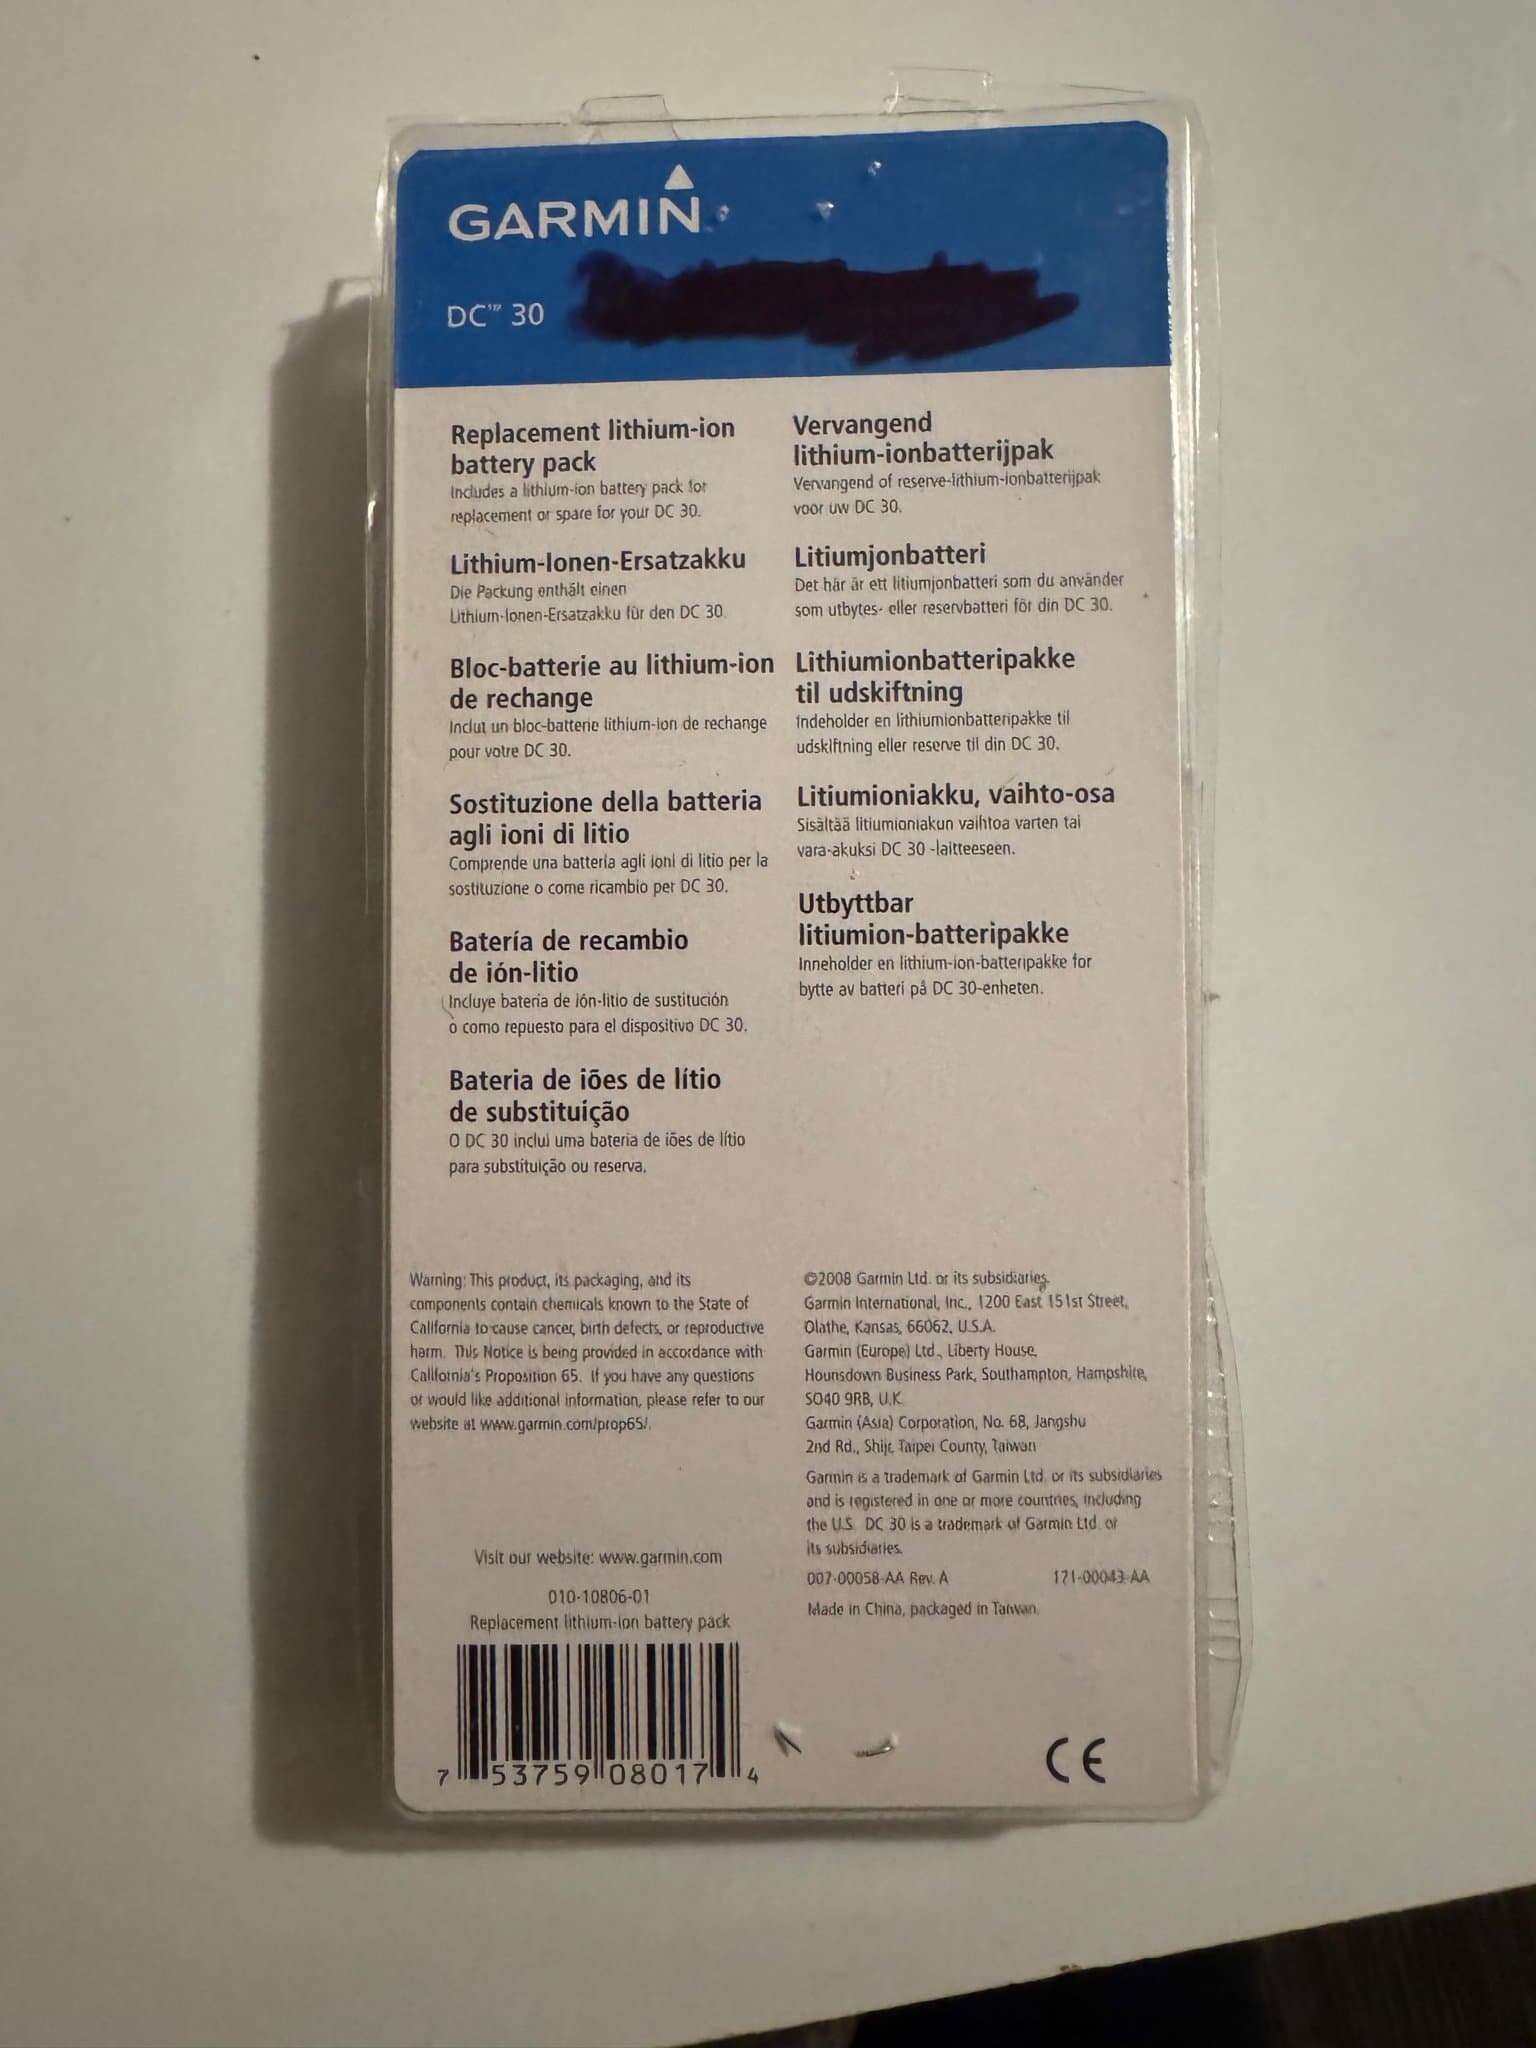 GARMIN
DC™ 30
Replacement lithium-ion
battery pack
Includes a lithium-ion battery pack for
replacement or spare for your DC 30.
Lithium-Ionen-Ersatzakku
Die Packung enthält einen
Lithium-Ionen-Ersatzakku für den DC 30.
Bloc-batterie au lithium-ion
de rechange
Inclut un bloc-batterie lithium-ion de rechange
pour votre DC 30.
Sostituzione della batteria
agli ioni di litio
Comprende una batteria agli ioni di litio per la
sostituzione o come ricambio per DC 30.
Batería de recambio
de ión-litio
Incluye batería de ión-litio de sustitución
o como repuesto para el dispositivo DC 30.
Bateria de iões de lítio
de substituição
O DC 30 inclui uma bateria de iões de lítio
para substituição ou reserva.
Vervangend
lithium-ionbatterijpak
Vervangend of reserve-lithium-ionbatterijpak
voor uw DC 30.
Litiumjonbatteri
Det här är ett litiumjonbatteri som du använder
som utbytes- eller reservbatteri för din DC 30.
Lithiumionbatteripakke
til udskiftning
Indeholder en lithiumionbatteripakke til
udskiftning eller reserve til din DC 30.
Litiumioniakku, vaihto-osa
Sisältää litiumioniakun vaihtoa varten tai
vara-akuksi DC 30 -laitteeseen.
Utbyttbar
litiumion-batteripakke
Inneholder en lithium-ion-batteripakke for
bytte av batteri på DC 30-enheten.
Warning: This product, its packaging, and its
components contain chemicals known to the State of
California to cause cancer, birth defects, or reproductive
harm. This Notice is being provided in accordance with
California's Proposition 65. If you have any questions
or would like additional information, please refer to our
website at www.garmin.com/prop65/.
©2008 Garmin Ltd. or its subsidiaries.
Garmin International, Inc., 1200 East 151st Street,
Olathe, Kansas, 66062, U.S.A.
Garmin (Europe) Ltd., Liberty House,
Hounsdown Business Park, Southampton, Hampshire,
SO40 9RB, U.K.
Garmin (Asia) Corporation, No. 68, Jangshu
2nd Rd., Shijr, Taipei County, Taiwan
Garmin is a trademark of Garmin Ltd. or its subsidiaries
and is registered in one or more countries, including
the U.S. DC 30 is a trademark of Garmin Ltd. or
its subsidiaries.
007-00058-AA Rev. A 171-00043-AA
Made in China, packaged in Taiwan.
Visit our website: www.garmin.com
010-10806-01
Replacement lithium-ion battery pack
7 53759 08017 4
CE